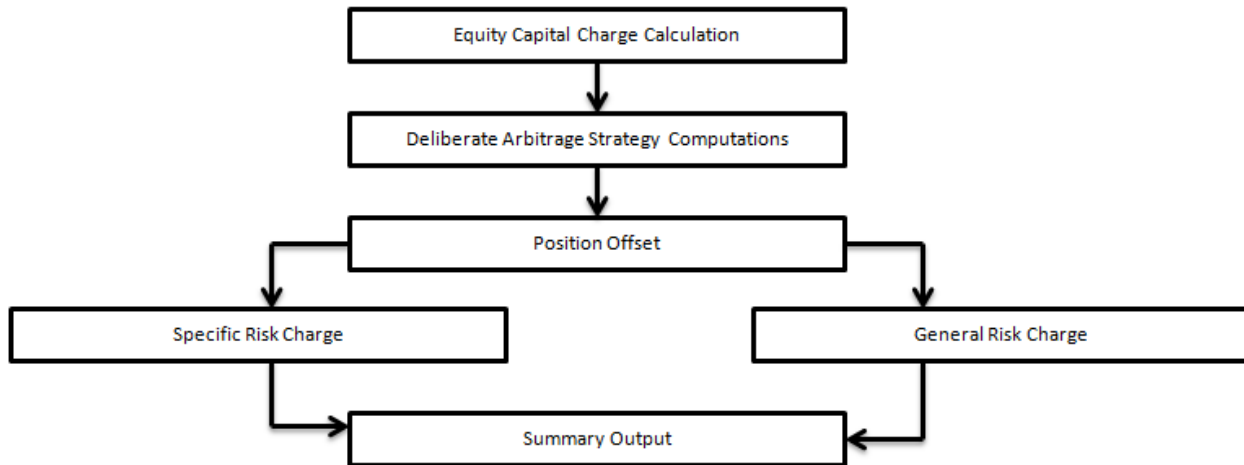 Equity Capital Charge Calculation
Deliberate Arbitrage Strategy Computations
Position Offset
Specific Risk Charge
General Risk Charge
Summary Output